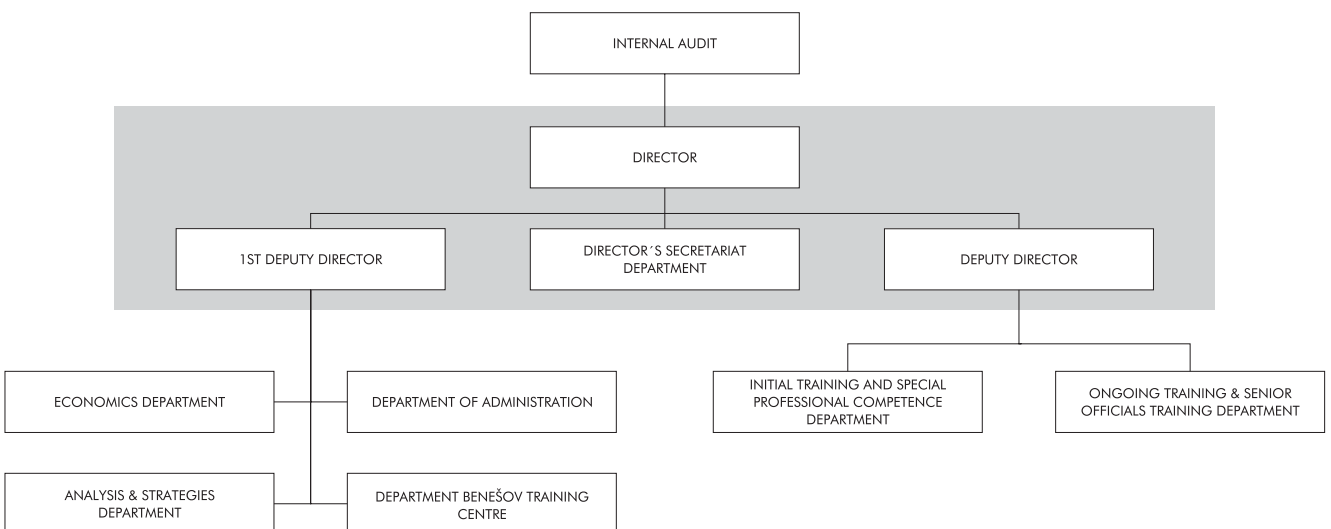 INTERNAL AUDIT
DIRECTOR
1ST DEPUTY DIRECTOR
DIRECTOR´S SECRETARIAT
DEPARTMENT
DEPUTY DIRECTOR
ECONOMICS DEPARTMENT
DEPARTMENT OF ADMINISTRATION
INITIAL TRAINING AND SPECIAL
PROFESSIONAL COMPETENCE
DEPARTMENT
ONGOING TRAINING & SENIOR
OFFICIALS TRAINING DEPARTMENT
ANALYSIS & STRATEGIES
DEPARTMENT
DEPARTMENT BENEŠOV TRAINING
CENTRE